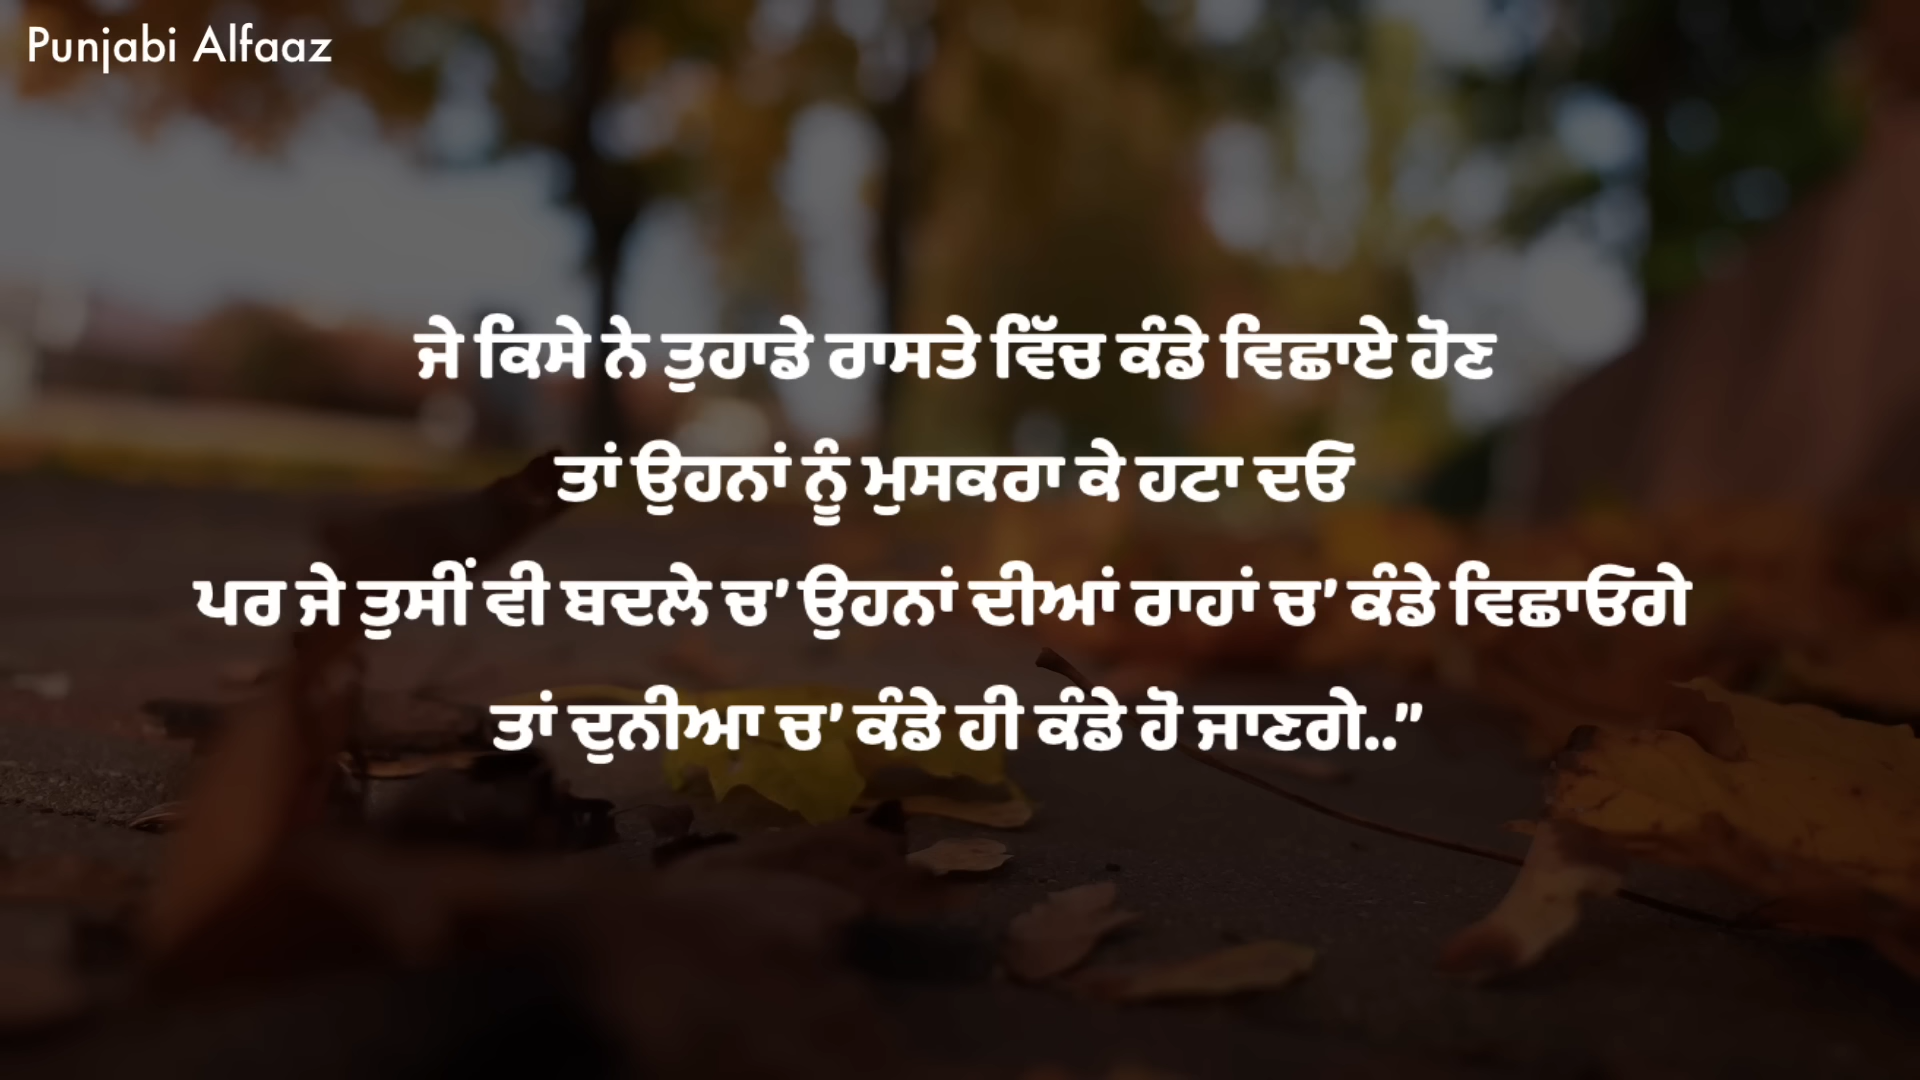 Punjabi Alfaaz
ਜੇ ਕਿਸੇ ਨੇ ਤੁਹਾਡੇ ਰਾਸਤੇ ਵਿੱਚ ਕੰਡੇ ਵਿਛਾਏ ਹੋਣ
ਤਾਂ ਉਹਨਾਂ ਨੂੰ ਮੁਸਕਰਾ ਕੇ ਹਟਾ ਦਓ
ਪਰ ਜੇ ਤੁਸੀਂ ਵੀ ਬਦਲੇ ਚ’ ਉਹਨਾਂ ਦੀਆਂ ਰਾਹਾਂ ਚ’ ਕੰਡੇ ਵਿਛਾਓਗੇ
ਤਾਂ ਦੁਨੀਆ ਚ’ ਕੰਡੇ ਹੀ ਕੰਡੇ ਹੋ ਜਾਣਗੇ..”